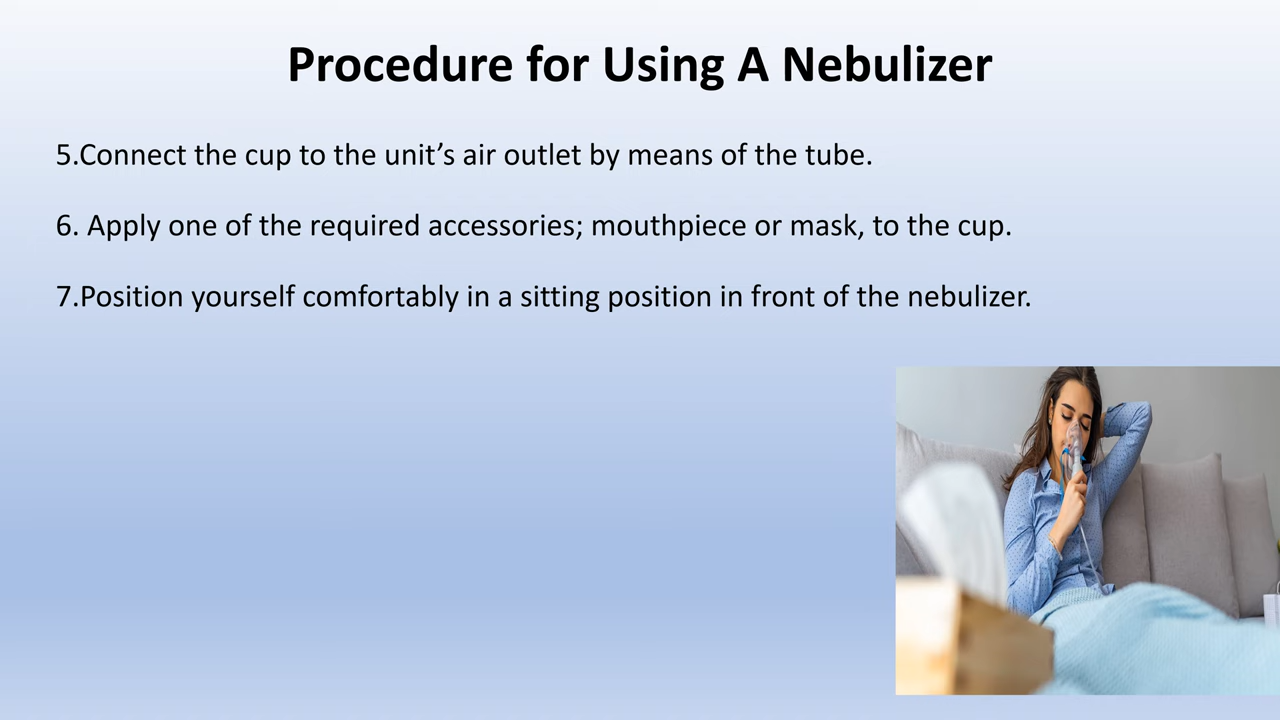 Procedure for Using A Nebulizer
5.Connect the cup to the unit’s air outlet by means of the tube.
6. Apply one of the required accessories; mouthpiece or mask, to the cup.
7.Position yourself comfortably in a sitting position in front of the nebulizer.